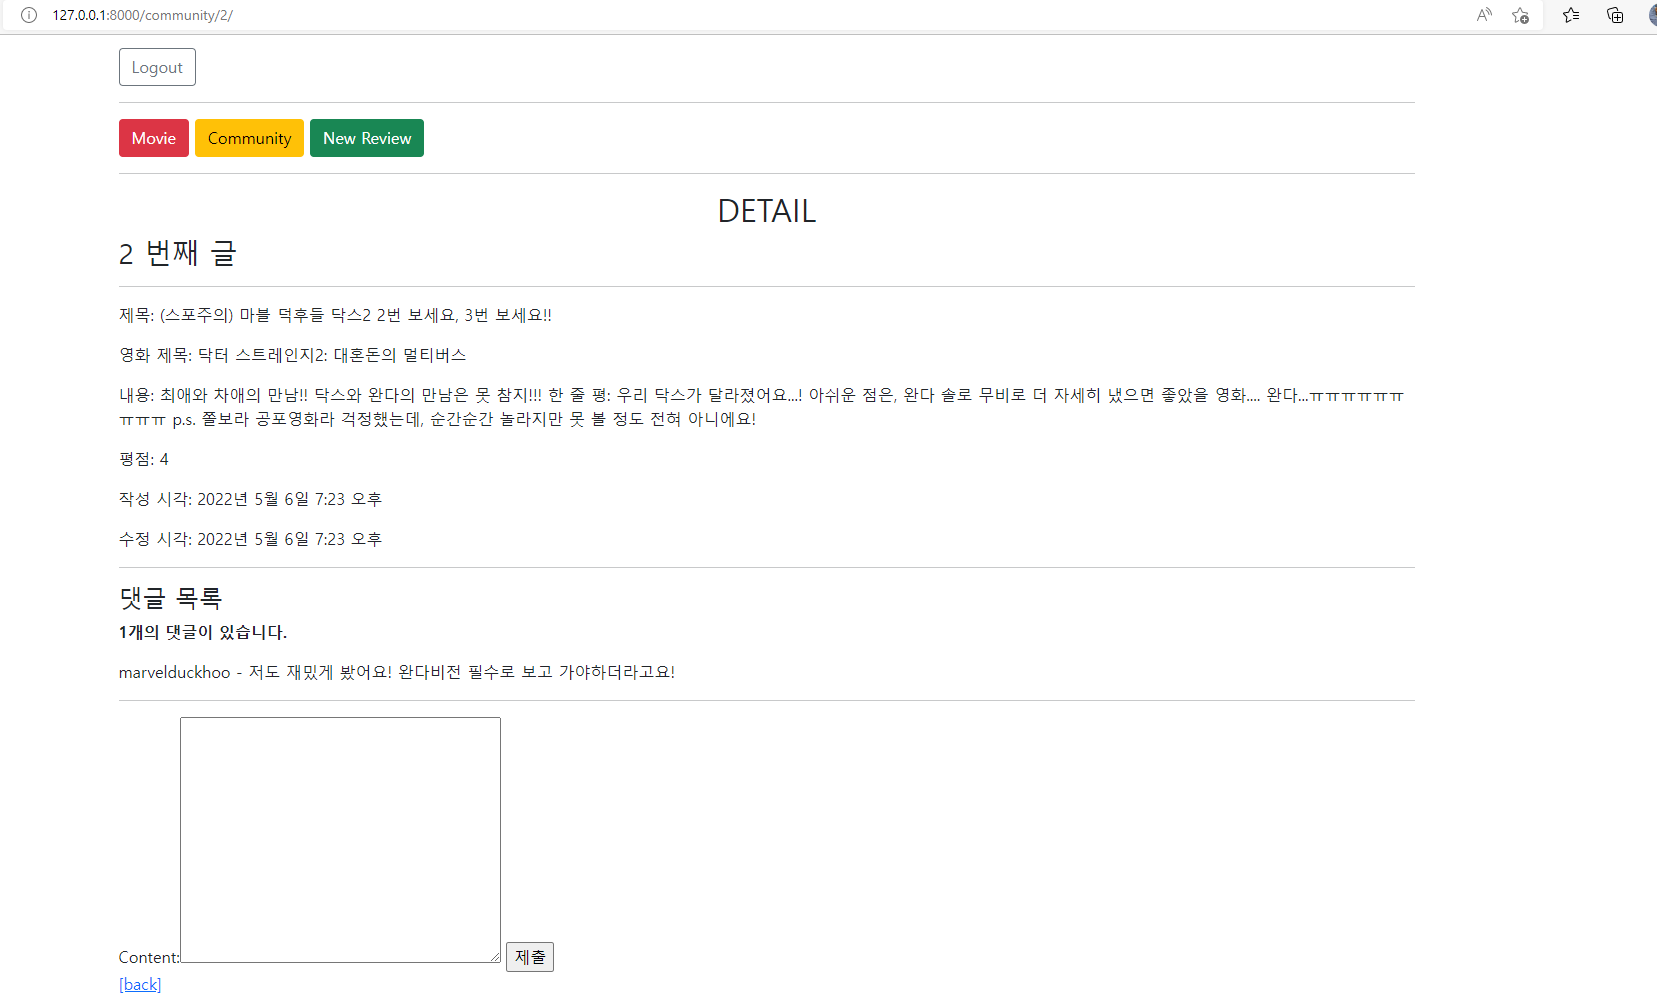 127.0.0.1:8000/community/2/
Logout
Movie Community New Review
DETAIL
2 번째 글
제목: (스포주의) 마블 덕후들 닥스2 2번 보세요, 3번 보세요!!
영화 제목: 닥터 스트레인지2: 대혼돈의 멀티버스
내용: 최애와 차애의 만남!! 닥스와 완다의 만남은 못 참지!!! 한 줄 평: 우리 닥스가 달라졌어요...! 아쉬운 점은, 완다 솔로 무비로 더 자세히 냈으면 좋았을 영화.... 완다...ㅠㅠㅠㅠㅠㅠ
ㅠㅠㅠ p.s. 쫄보라 공포영화라 걱정했는데, 순간순간 놀라지만 못 볼 정도 전혀 아니에요!
평점: 4
작성 시각: 2022년 5월 6일 7:23 오후
수정 시각: 2022년 5월 6일 7:23 오후
댓글 목록
1개의 댓글이 있습니다.
marvelduckhoo - 저도 재밌게 봤어요! 완다비전 필수로 보고 가야하더라고요!
Content: 제출
[back]